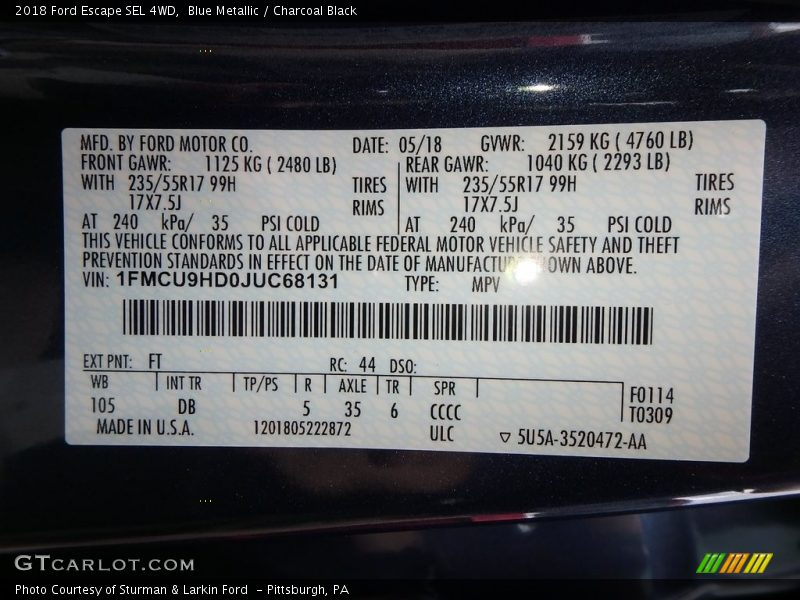 2018 Ford Escape SEL 4WD,  Blue Metallic / Charcoal Black
MFD. BY FORD MOTOR CO. DATE: 05/18 GVWR: 2159 KG ( 4760 LB)
FRONT GAWR: 1125 KG ( 2480 LB) REAR GAWR: 1040 KG ( 2293 LB)
WITH 235/55R17 99H TIRES WITH 235/55R17 99H TIRES
17X7.5J RIMS 17X7.5J RIMS
AT 240 kPa/ 35 PSI COLD AT 240 kPa/ 35 PSI COLD
THIS VEHICLE CONFORMS TO ALL APPLICABLE FEDERAL MOTOR VEHICLE SAFETY AND THEFT
PREVENTION STANDARDS IN EFFECT ON THE DATE OF MANUFACTU OWN ABOVE.
VIN: 1FMCU9HD0JUC68131 TYPE: MPV
EXT PNT: FT RC: 44 DSO:
WB INT TR TP/PS R AXLE TR SPR F0114
105 DB 5 35 6 CCCC T0309
MADE IN U.S.A. 1201805222872 ULC ▽ 5U5A-3520472-AA
GTCARLOT.COM
Photo Courtesy of Sturman & Larkin Ford  - Pittsburgh, PA